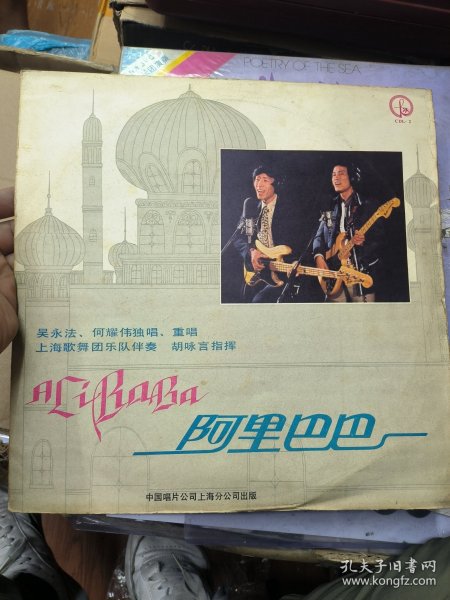 POETRY OF THE SEA
CDL-2
吴永法、何耀伟独唱、重唱
上海歌舞团乐队伴奏 胡咏言指挥
ALiBaBa
阿里巴巴
中国唱片公司上海分公司出版
孔夫子旧书网
www.kongfz.com